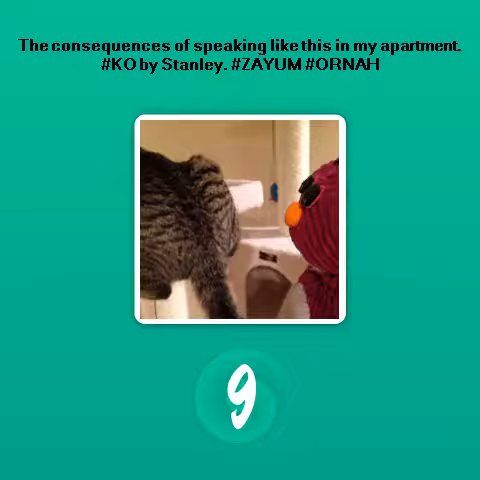 The consequences of speaking like this in my apartment.
#KO by Stanley. #ZAYUM #ORNAH
9